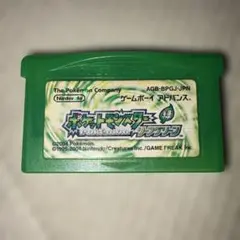 The Pokémon Company
AGB-BPGJ-JPN
Nintendo
ゲームボーイ アドバンス
ポケットモンスター
リーフグリーン
©2004 Pokémon.
©1995-2004 Nintendo/Creatures inc./GAME FREAK inc.